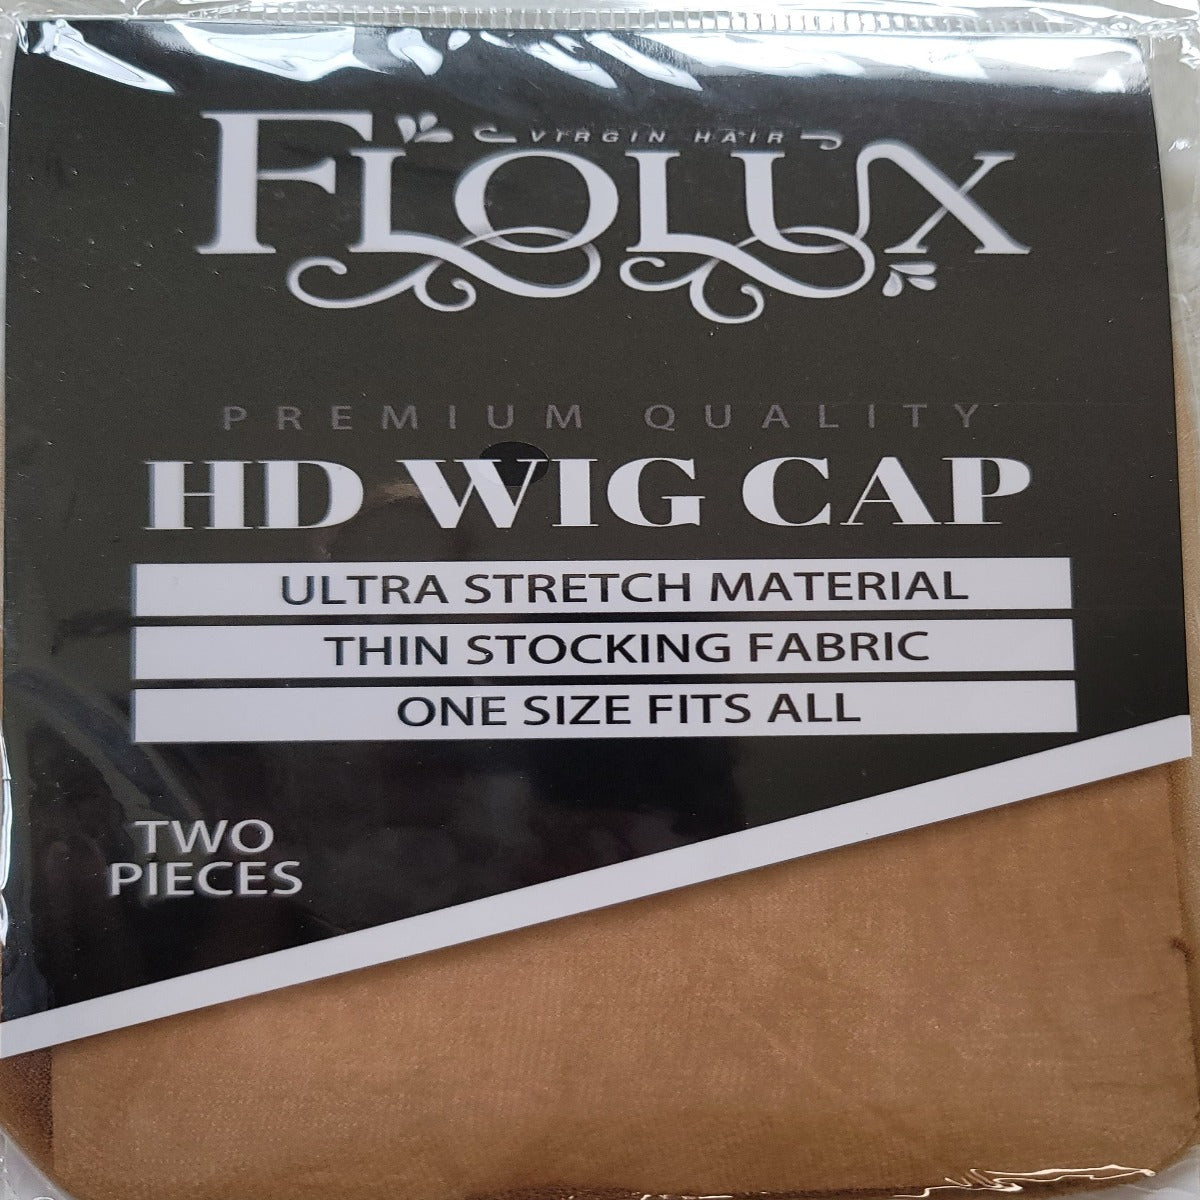 VIRGIN HAIR
FLOLUX
PREMIUM QUALITY
HD WIG CAP
ULTRA STRETCH MATERIAL
THIN STOCKING FABRIC
ONE SIZE FITS ALL
TWO
PIECES